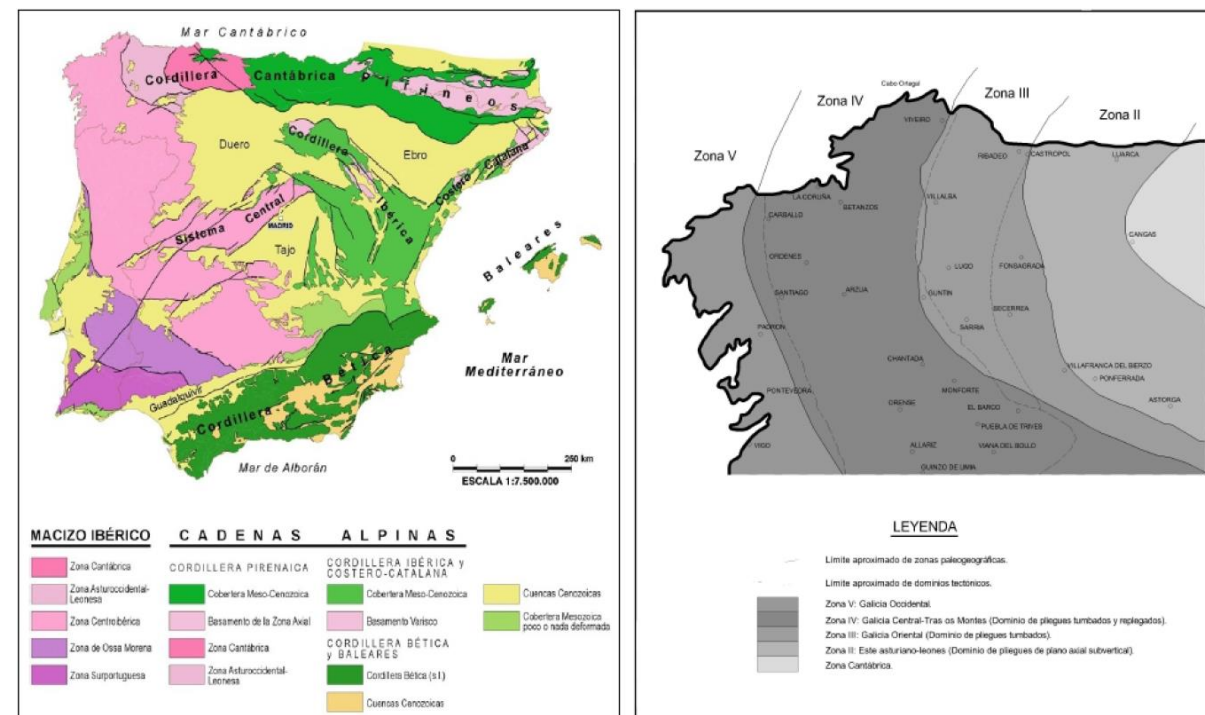 Mar Cantábrico
Cordillera Cantábrica Pirineos
Duero
Cordillera Ibérica
Ebro
Costero Catalana
Sistema Central
MADRID
Tajo
Baleares
Mar Mediterráneo
Guadalquivir
Cordillera Bética
Mar de Alborán
0 250 km
ESCALA 1:7.500.000
MACIZO IBÉRICO
Zona Cantábrica
Zona Asturoccidental-
Leonesa
Zona Centroibérica
Zona de Ossa Morena
Zona Surportuguesa
CADENAS ALPINAS
CORDILLERA PIRENAICA
Cobertera Meso-Cenozoica
Basamento de la Zona Axial
Zona Cantábrica
Zona Asturoccidental-
Leonesa
CORDILLERA IBÉRICA y
COSTERO-CATALANA
Cobertera Meso-Cenozoica
Basamento Varisco
CORDILLERA BÉTICA
y BALEARES
Cordillera Bética (s.l.)
Cuencas Cenozoicas
Cuencas Cenozoicas
Cobertera Mesozoica
poco o nada deformada
Cabo Ortegal
Zona V
Zona IV
Zona III
Zona II
VIVEIRO
RIBADEO
CASTROPOL
LUARCA
LA CORUÑA
BETANZOS
VILLALBA
CARBALLO
CANGAS
ORDENES
LUGO
FONSAGRADA
SANTIAGO
ARZUA
GUNTIN
BECERREA
SARRIA
PADRON
CHANTADA
VILLAFRANCA DEL BIERZO
PONFERRADA
PONTEVEDRA
MONFORTE
ORENSE
EL BARCO
ASTORGA
PUEBLA DE TRIVES
VIGO
ALLARIZ
VIANA DEL BOLLO
GUINZO DE LIMIA
LEYENDA
Límite aproximado de zonas paleogeográficas.
Límite aproximado de dominios tectónicos.
Zona V: Galicia Occidental.
Zona IV: Galicia Central-Tras os Montes (Dominio de pliegues tumbados y replegados).
Zona III: Galicia Oriental (Dominio de pliegues tumbados).
Zona II: Este asturiano-leones (Dominio de pliegues de plano axial subvertical).
Zona Cantábrica.